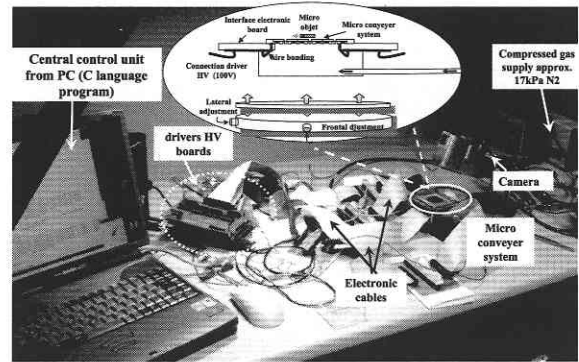 Interface electronic
board
Micro
objet
Micro conveyer
system
Connection driver
HV (100V)
Wire bonding
Lateral
adjustment
Frontal djustment
Central control unit
from PC (C language
program)
Compressed gas
supply approx.
17kPa N2
drivers HV
boards
Camera
Micro
conveyer
system
Electronic
cables